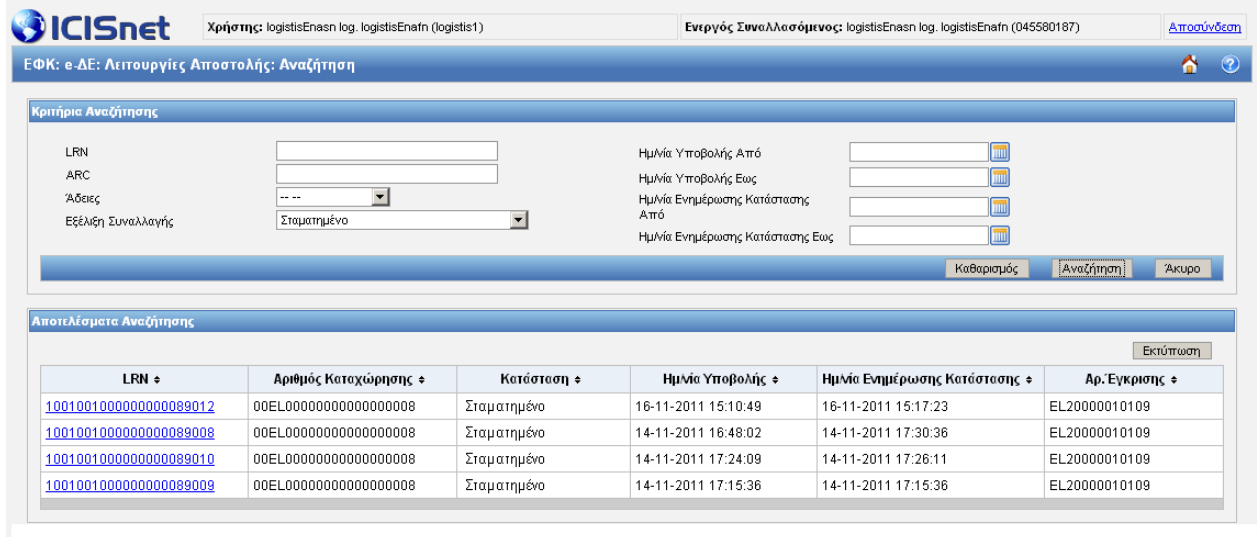 ICISnet
Χρήστης: logistisEnasn log. logistisEnafn (logistis1)
Ενεργός Συναλλασόμενος: logistisEnasn log. logistisEnafn (045580187)
Αποσύνδεση
ΕΦΚ: e-ΔΕ: Λειτουργίες Αποστολής: Αναζήτηση
Κριτήρια Αναζήτησης
LRN
ARC
Άδειες -- --
Εξέλιξη Συναλλαγής Σταματημένο
Ημ/νία Υποβολής Από
Ημ/νία Υποβολής Εως
Ημ/νία Ενημέρωσης Κατάστασης
Από
Ημ/νία Ενημέρωσης Κατάστασης Εως
Καθαρισμός Αναζήτηση Άκυρο
Αποτελέσματα Αναζήτησης
Εκτύπωση
LRN Αριθμός Καταχώρησης Κατάσταση Ημ/νία Υποβολής Ημ/νία Ενημέρωσης Κατάστασης Αρ.Έγκρισης
1001001000000000089012 00EL00000000000000008 Σταματημένο 16-11-2011 15:10:49 16-11-2011 15:17:23 EL20000010109
1001001000000000089008 00EL00000000000000008 Σταματημένο 14-11-2011 16:48:02 14-11-2011 17:30:36 EL20000010109
1001001000000000089010 00EL00000000000000008 Σταματημένο 14-11-2011 17:24:09 14-11-2011 17:26:11 EL20000010109
1001001000000000089009 00EL00000000000000008 Σταματημένο 14-11-2011 17:15:36 14-11-2011 17:15:36 EL20000010109